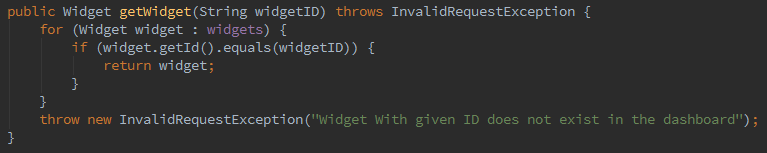 public Widget getWidget(String widgetID) throws InvalidRequestException {
    for (Widget widget : widgets) {
        if (widget.getId().equals(widgetID)) {
            return widget;
        }
    }
    throw new InvalidRequestException("Widget With given ID does not exist in the dashboard");
}